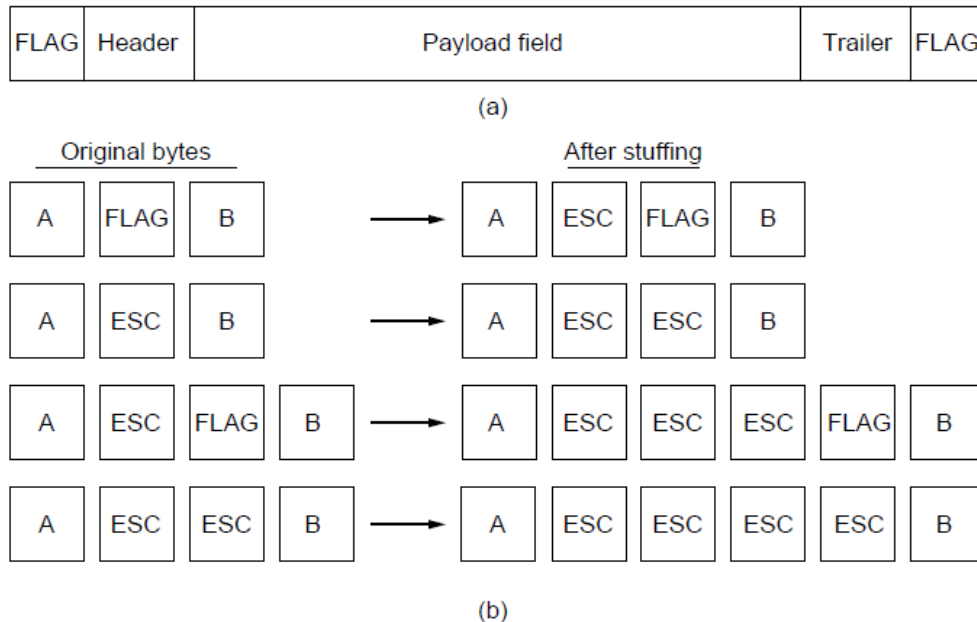 FLAG Header Payload field Trailer FLAG
(a)
Original bytes After stuffing
A FLAG B A ESC FLAG B
A ESC B A ESC ESC B
A ESC FLAG B A ESC ESC ESC FLAG B
A ESC ESC B A ESC ESC ESC ESC B
(b)